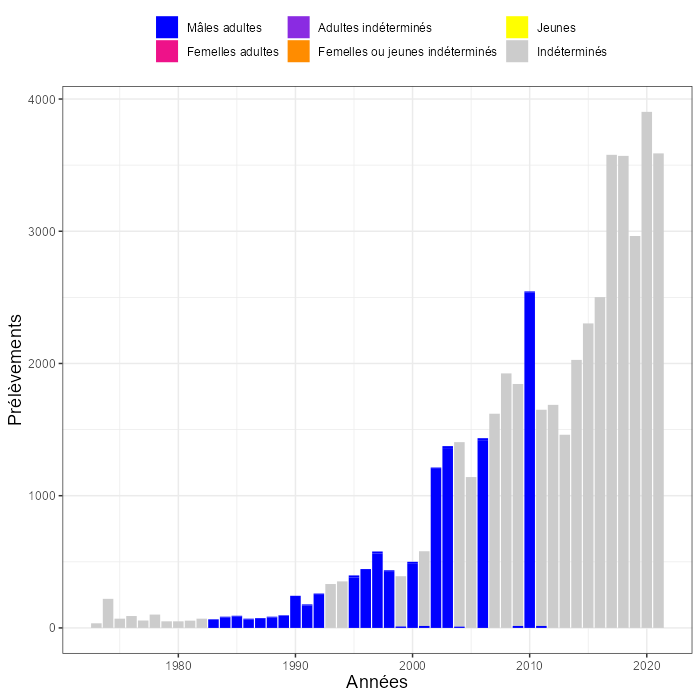 Mâles adultes
Adultes indéterminés
Jeunes
Femelles adultes
Femelles ou jeunes indéterminés
Indéterminés
4000
3000
2000
1000
0
Prélèvements
1980
1990
2000
2010
2020
Années